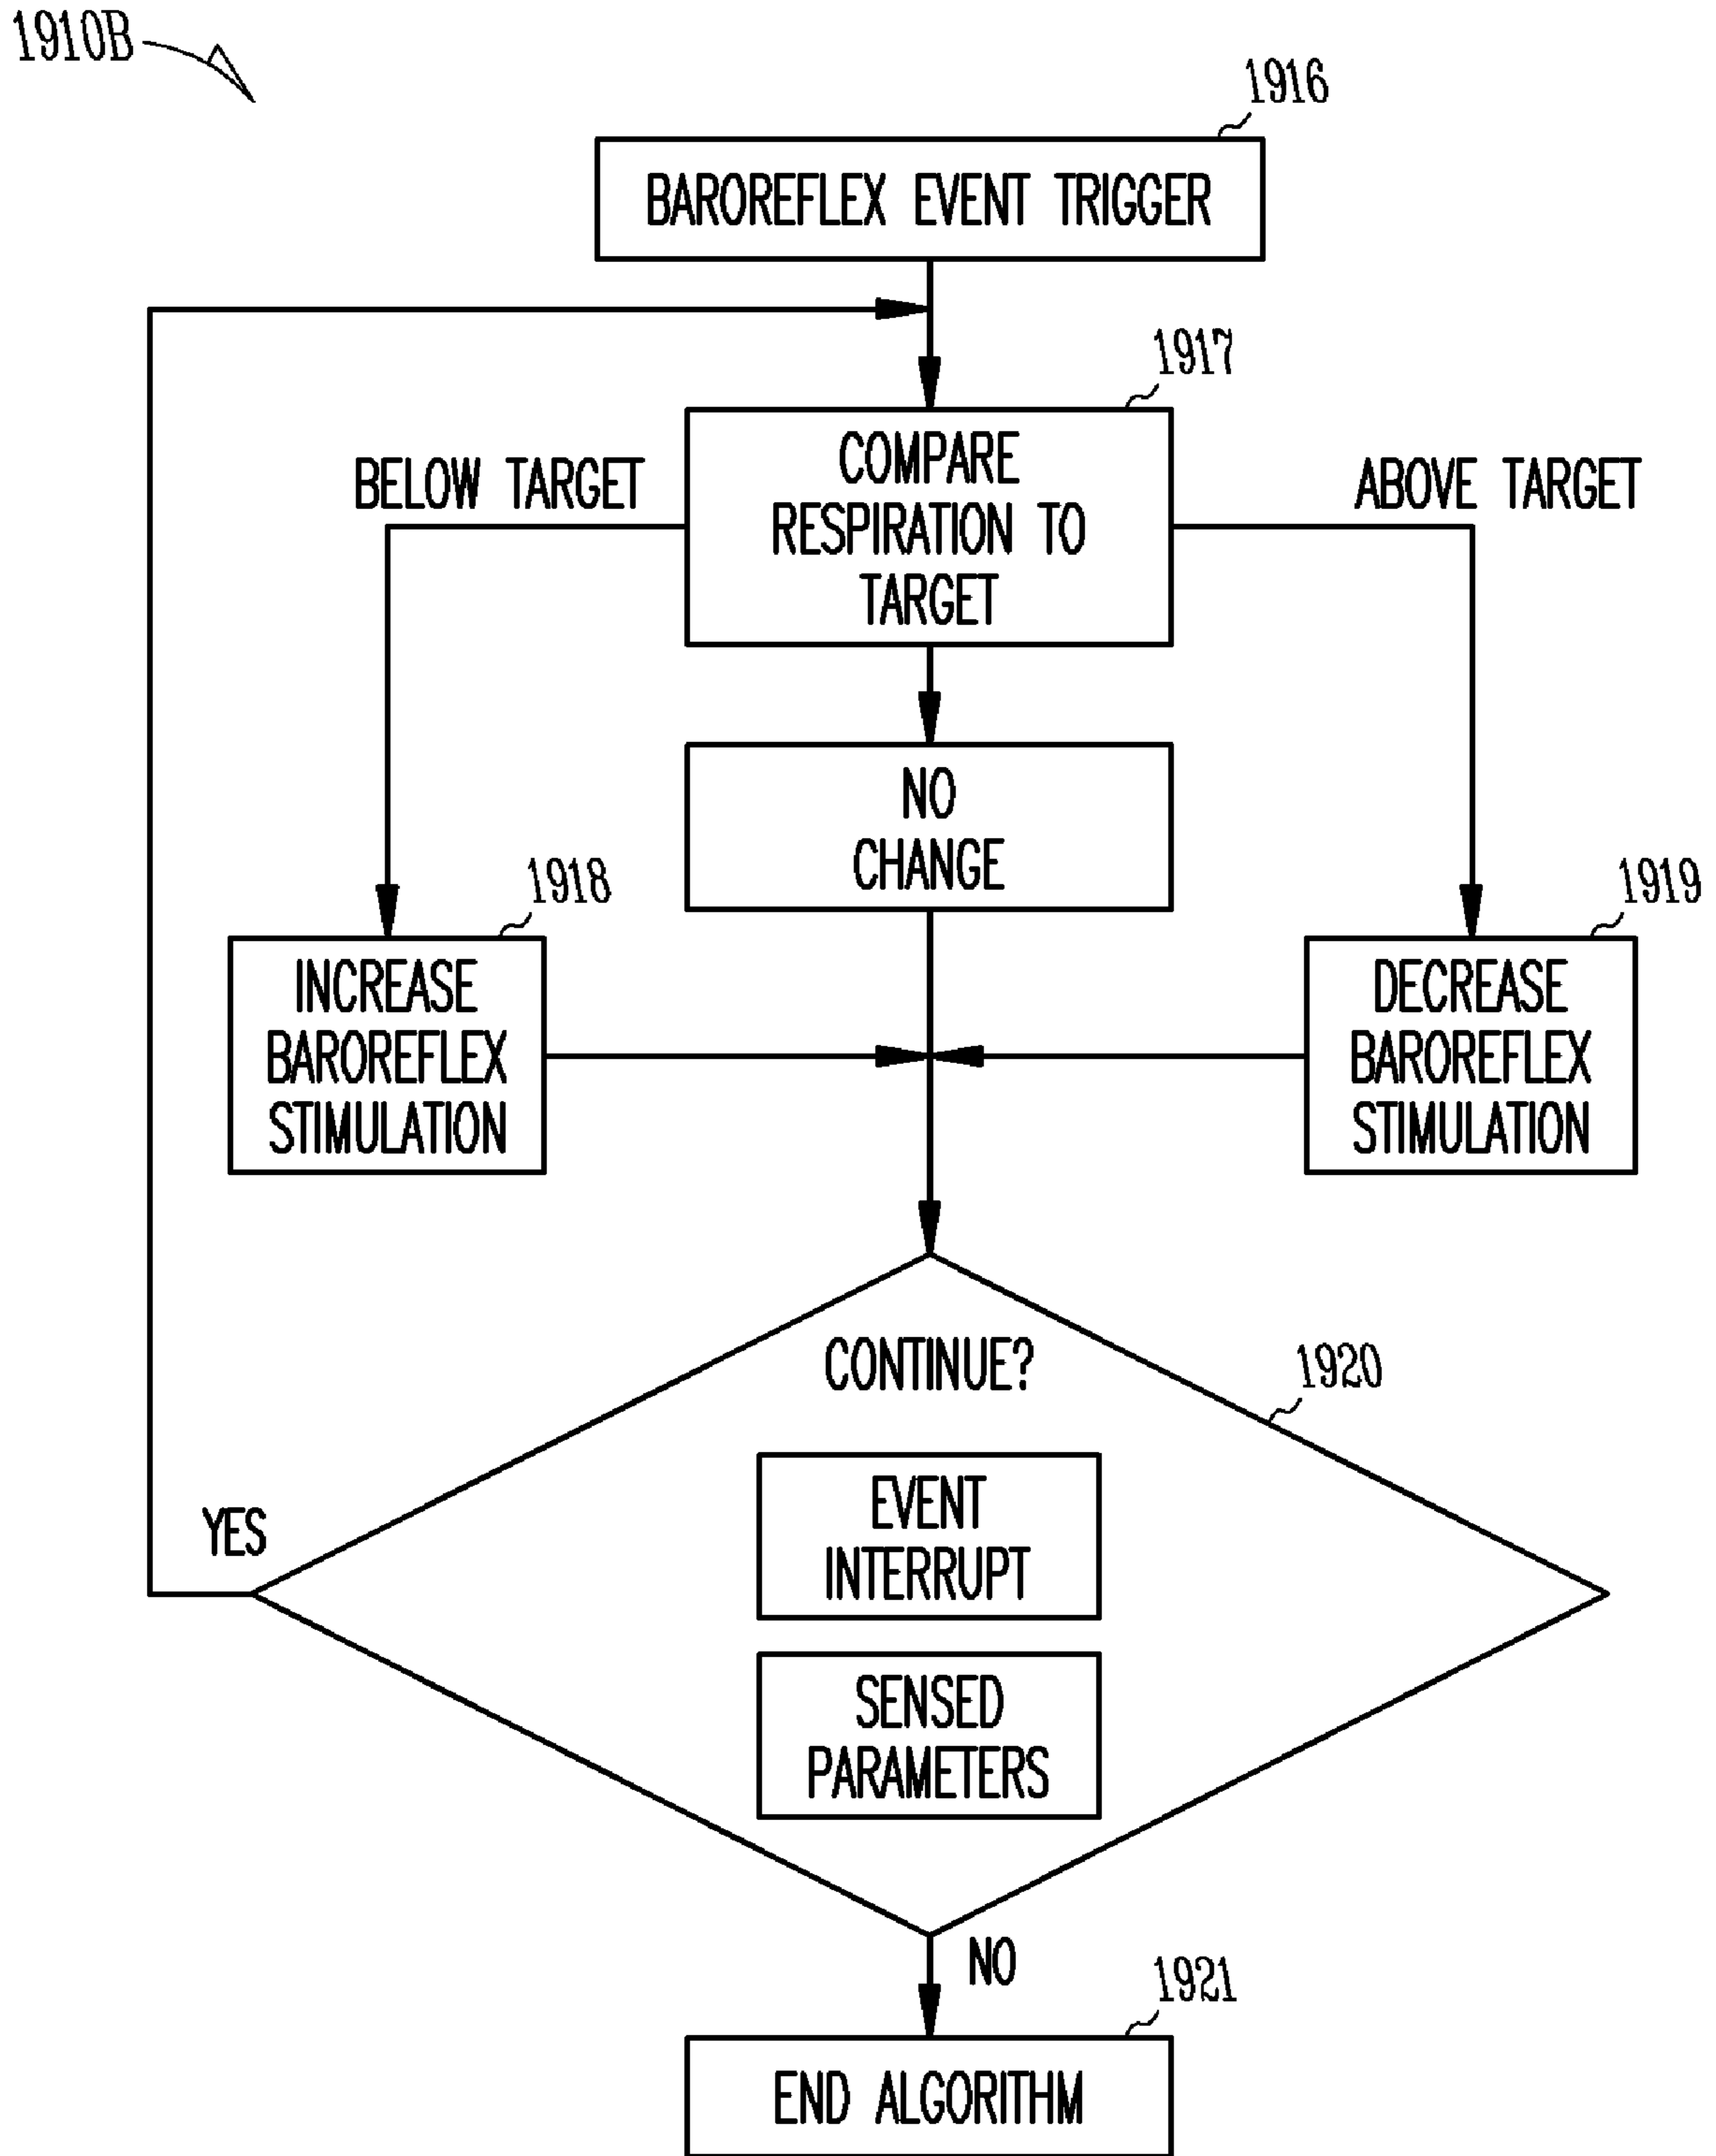 1910B
1916
BAROREFLEX EVENT TRIGGER
1917
COMPARE
RESPIRATION TO
TARGET
BELOW TARGET
ABOVE TARGET
NO
CHANGE
1918
INCREASE
BAROREFLEX
STIMULATION
1919
DECREASE
BAROREFLEX
STIMULATION
CONTINUE?
1920
EVENT
INTERRUPT
YES
SENSED
PARAMETERS
NO
1921
END ALGORITHM